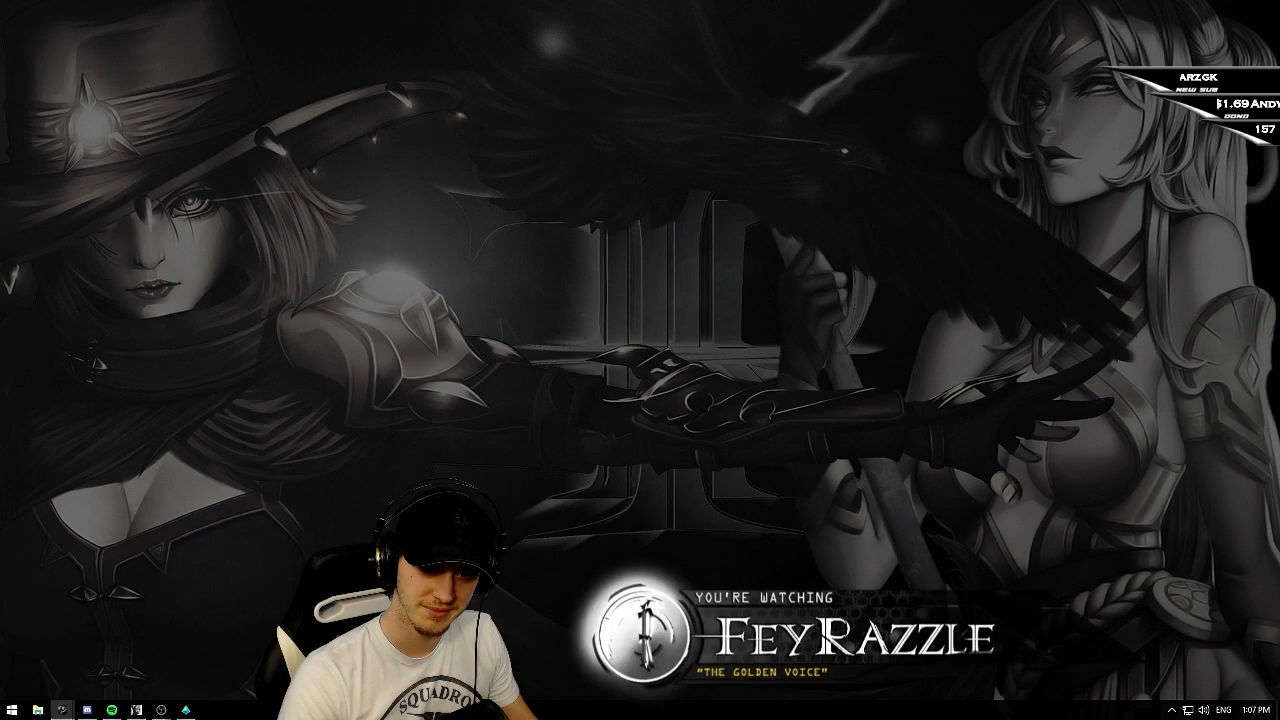 ARZGK
NEW SUB
$1.69 ANDY
DONO
157
YOU'RE WATCHING
FEYRAZZLE
"THE GOLDEN VOICE"
SQUADRO
ENG 1:07 PM